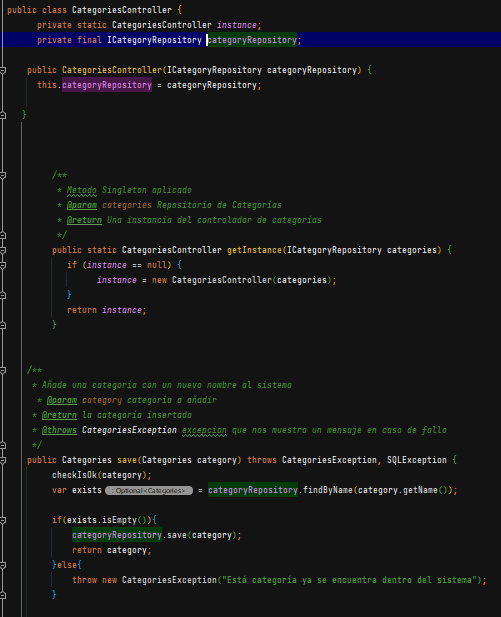 public class CategoriesController {
private static CategoriesController instance;
private final ICategoryRepository categoryRepository;
public CategoriesController(ICategoryRepository categoryRepository) {
this.categoryRepository = categoryRepository;
}
/**
* Metodo Singleton aplicado
* @param categories Repositorio de Categorías
* @return Una instancia del controlador de categorías
*/
public static CategoriesController getInstance(ICategoryRepository categories) {
if (instance == null) {
instance = new CategoriesController(categories);
}
return instance;
}
/**
* Añade una categoría con un nuevo nombre al sistema
* @param category categoría a añadir
* @return la categoría insertada
* @throws CategoriesException excepcion que nos muestra un mensaje en caso de fallo
*/
public Categories save(Categories category) throws CategoriesException, SQLException {
checkIsOk(category);
var exists : Optional<Categories> = categoryRepository.findByName(category.getName());
if(exists.isEmpty()){
categoryRepository.save(category);
return category;
}else{
throw new CategoriesException("Está categoría ya se encuentra dentro del sistema");
}